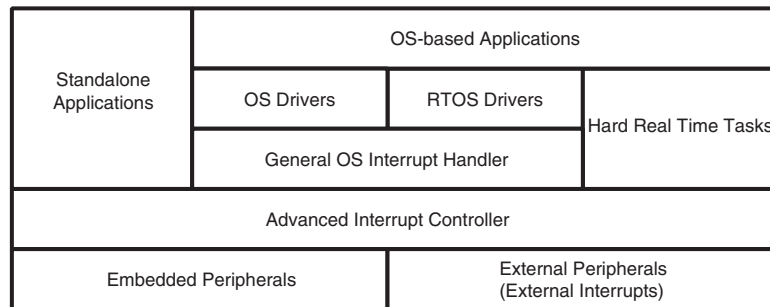 OS-based Applications
Standalone
Applications
OS Drivers
RTOS Drivers
Hard Real Time Tasks
General OS Interrupt Handler
Advanced Interrupt Controller
Embedded Peripherals
External Peripherals
(External Interrupts)